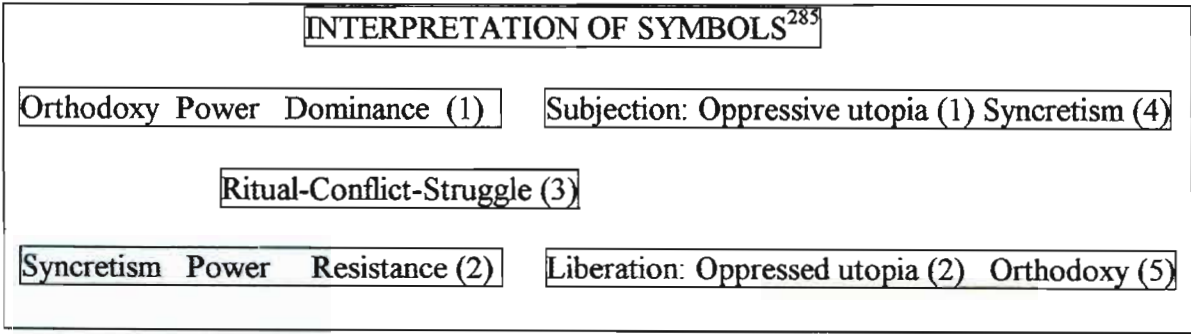 INTERPRETATION OF SYMBOLS285
Orthodoxy Power Dominance (1) Subjection: Oppressive utopia (1) Syncretism (4)
Ritual-Conflict-Struggle (3)
Syncretism Power Resistance (2) Liberation: Oppressed utopia (2) Orthodoxy (5)